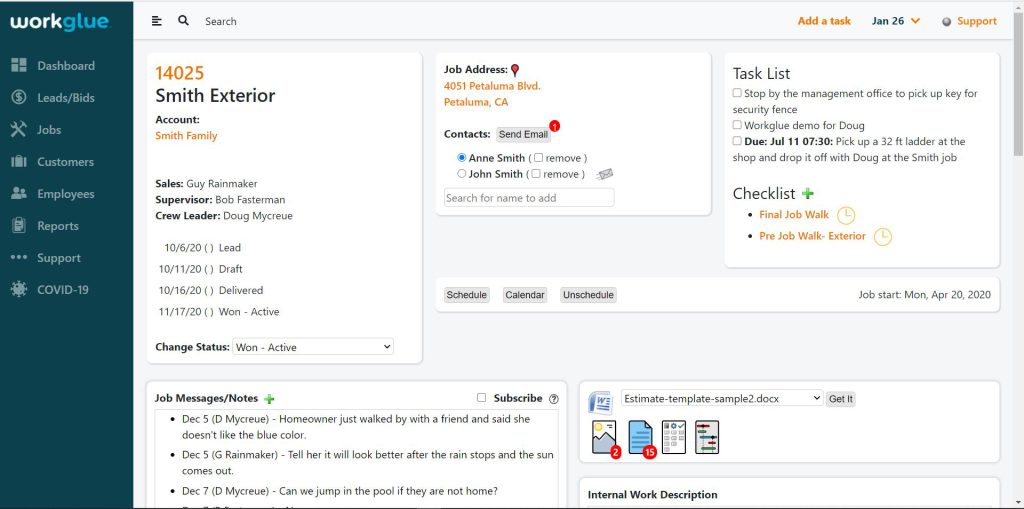 workglue
Search
Add a task
Jan 26
Support
Dashboard
Leads/Bids
Jobs
Customers
Employees
Reports
Support
COVID-19
14025
Smith Exterior
Account:
Smith Family
Sales: Guy Rainmaker
Supervisor: Bob Fasterman
Crew Leader: Doug Mycreue
10/6/20 ( ) Lead
10/11/20 ( ) Draft
10/16/20 ( ) Delivered
11/17/20 ( ) Won - Active
Change Status: Won - Active
Job Address:
4051 Petaluma Blvd.
Petaluma, CA
Contacts: Send Email 1
Anne Smith ( remove )
John Smith ( remove )
Search for name to add
Task List
Stop by the management office to pick up key for
security fence
Workglue demo for Doug
Due: Jul 11 07:30: Pick up a 32 ft ladder at the
shop and drop it off with Doug at the Smith job
Checklist
Final Job Walk
Pre Job Walk- Exterior
Schedule Calendar Unschedule Job start: Mon, Apr 20, 2020
Job Messages/Notes Subscribe ?
Dec 5 (D Mycreue) - Homeowner just walked by with a friend and said she
doesn't like the blue color.
Dec 5 (G Rainmaker) - Tell her it will look better after the rain stops and the sun
comes out.
Dec 7 (D Mycreue) - Can we jump in the pool if they are not home?
Estimate-template-sample2.docx Get It
2 15
Internal Work Description